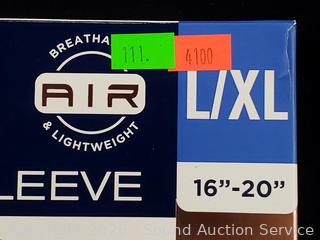 BREATHA
AIR
& LIGHTWEIGHT
111.
4100
L/XL
LEEVE
16”-20”
Sound Auction Service